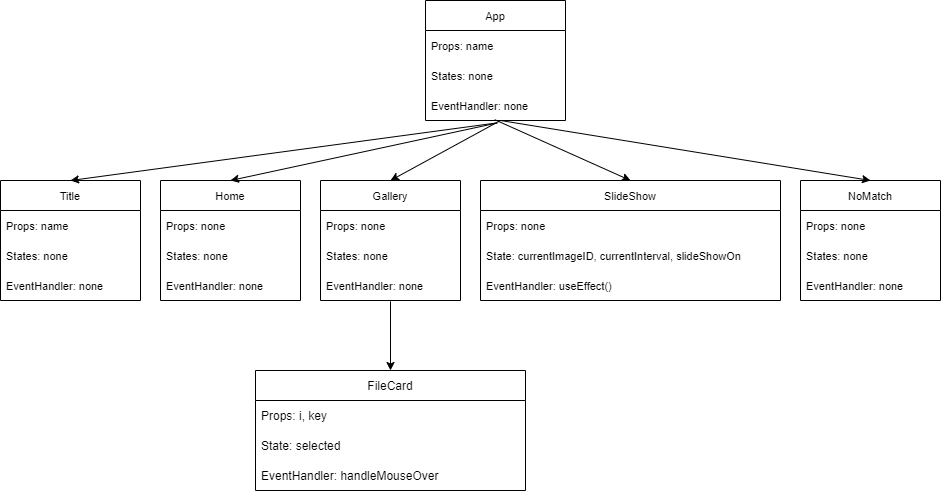 App
Props: name
States: none
EventHandler: none
Title
Props: name
States: none
EventHandler: none
Home
Props: none
States: none
EventHandler: none
Gallery
Props: none
States: none
EventHandler: none
SlideShow
Props: none
State: currentImageID, currentInterval, slideShowOn
EventHandler: useEffect()
NoMatch
Props: none
States: none
EventHandler: none
FileCard
Props: i, key
State: selected
EventHandler: handleMouseOver